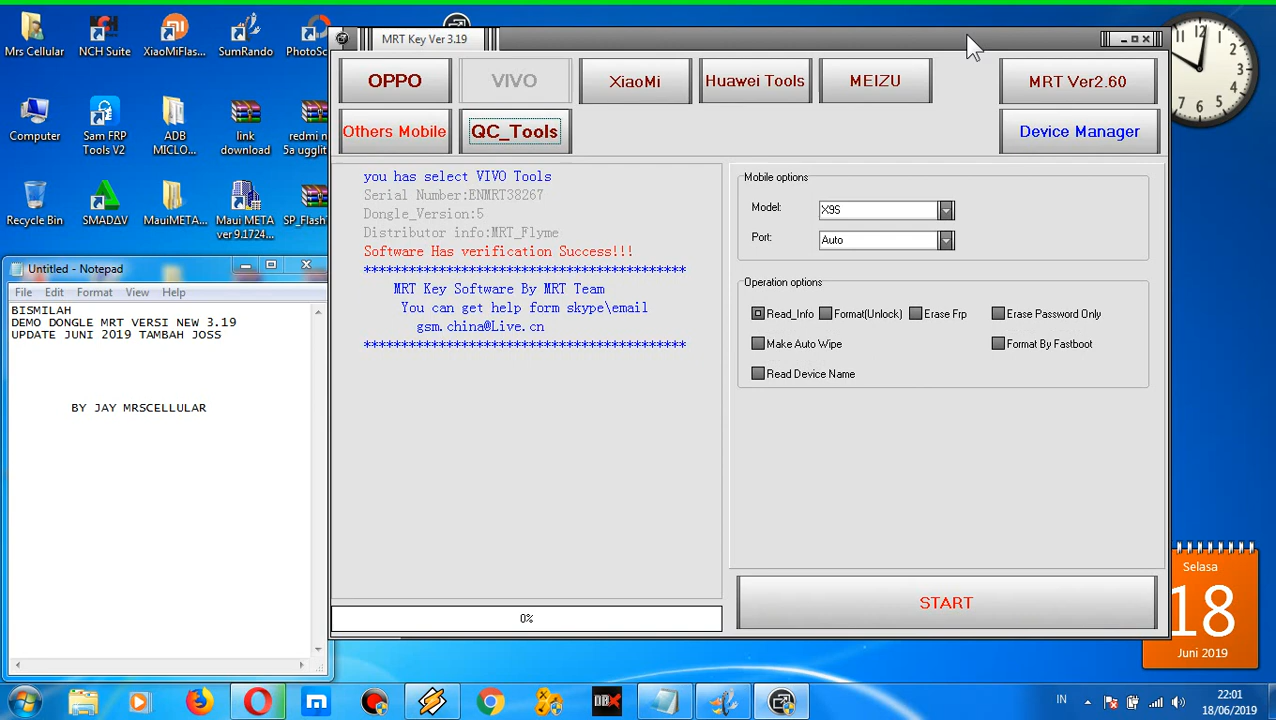 Mrs Cellular
NCH Suite
XiaoMiFlas...
SumRando
PhotoSc
Computer
Sam FRP
Tools V2
ADB
MICLO...
link
download
redmi n
5a ugglit
Recycle Bin
SMADΔV
MauiMETA...
Maui META
ver 9.1724...
SP_Flash
Untitled - Notepad
File Edit Format View Help
BISMILAH
DEMO DONGLE MRT VERSI NEW 3.19
UPDATE JUNI 2019 TAMBAH JOSS
BY JAY MRSCELLULAR
MRT Key Ver 3.19
OPPO
VIVO
XiaoMi
Huawei Tools
MEIZU
MRT Ver2.60
Others Mobile
QC_Tools
Device Manager
you has select VIVO Tools
Serial Number:ENMRT38267
Dongle_Version:5
Distributor info:MRT_Flyme
Software Has verification Success!!!
*******************************************
MRT Key Software By MRT Team
You can get help form skype\email
gsm.china@Live.cn
*******************************************
0%
Mobile options
Model: X9S
Port: Auto
Operation options
Read_Info Format(Unlock) Erase Frp Erase Password Only
Make Auto Wipe Format By Fastboot
Read Device Name
START
Selasa
18
Juni 2019
DBX
IN
22:01
18/06/2019